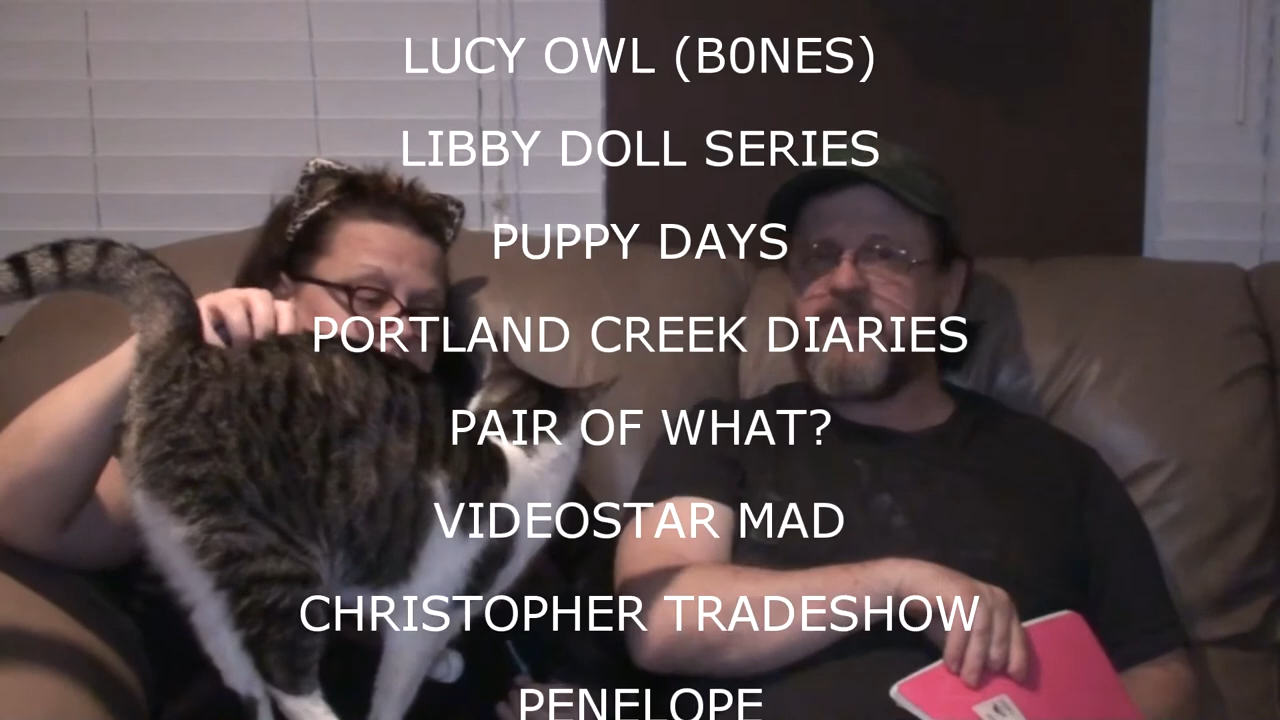 LUCY OWL (B0NES)
LIBBY DOLL SERIES
PUPPY DAYS
PORTLAND CREEK DIARIES
PAIR OF WHAT?
VIDEOSTAR MAD
CHRISTOPHER TRADESHOW
PENELOPE